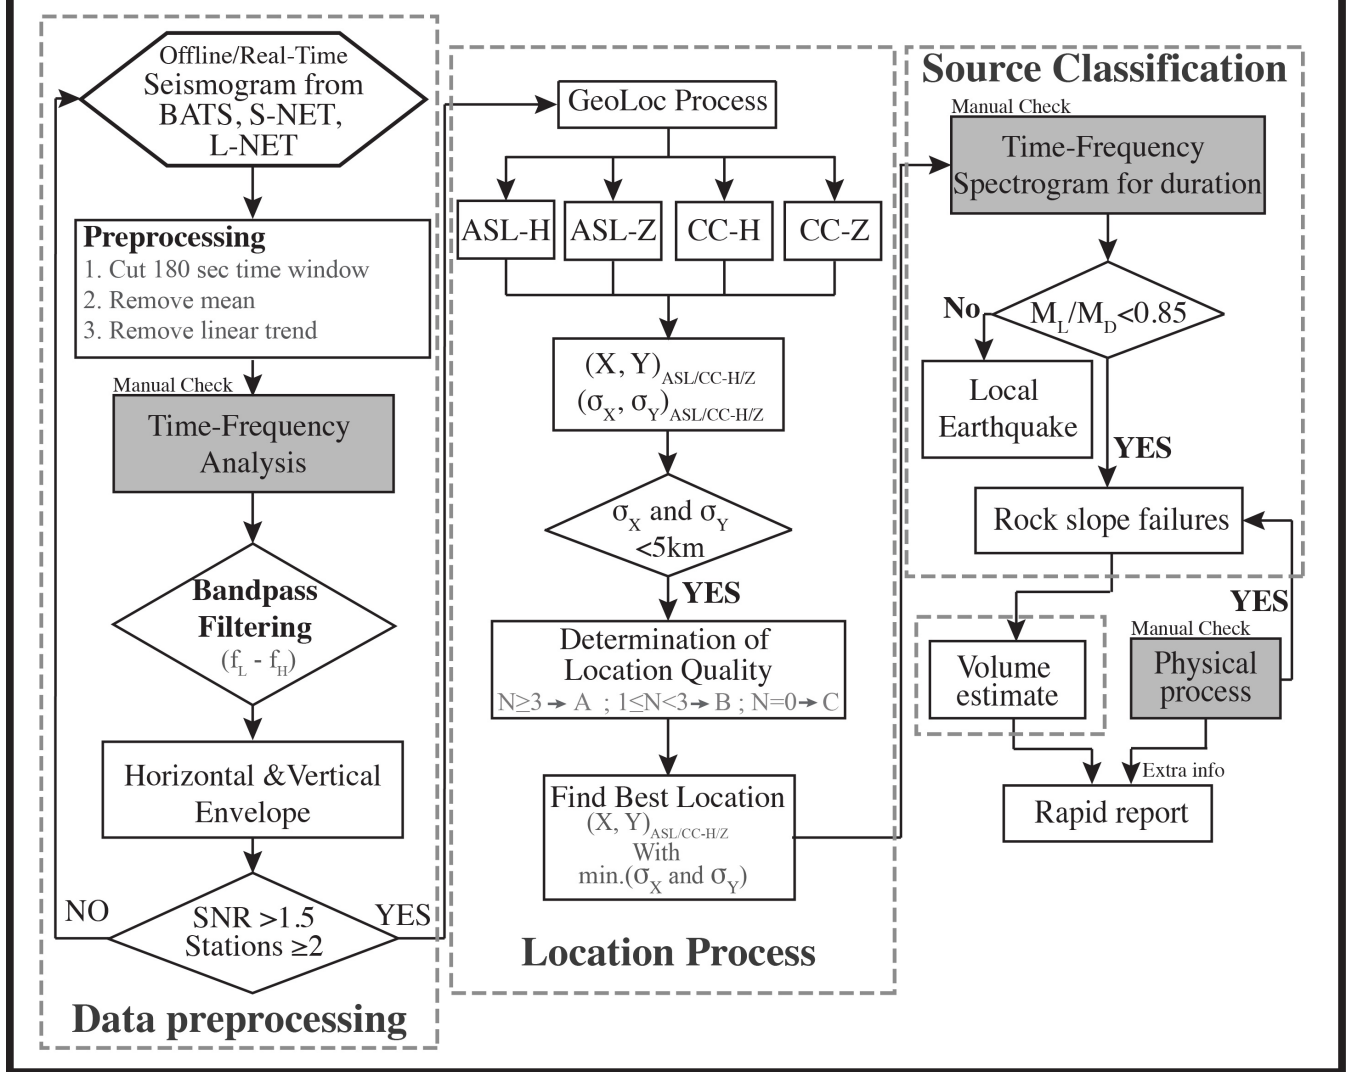 Offline/Real-Time
Seismogram from
BATS, S-NET,
L-NET
Preprocessing
1. Cut 180 sec time window
2. Remove mean
3. Remove linear trend
Manual Check
Time-Frequency
Analysis
Bandpass
Filtering
(fL - fH)
Horizontal &Vertical
Envelope
NO
SNR >1.5
Stations ≥2
YES
Data preprocessing
GeoLoc Process
ASL-H
ASL-Z
CC-H
CC-Z
(X, Y)ASL/CC-H/Z
(σX, σY)ASL/CC-H/Z
σX and σY
<5km
YES
Determination of
Location Quality
N≥3→ A ; 1≤N<3→ B ; N=0→ C
Find Best Location
(X, Y)ASL/CC-H/Z
With
min.(σX and σY)
Location Process
Source Classification
Manual Check
Time-Frequency
Spectrogram for duration
No
ML/MD<0.85
Local
Earthquake
YES
Rock slope failures
YES
Manual Check
Volume
estimate
Physical
process
Extra info
Rapid report